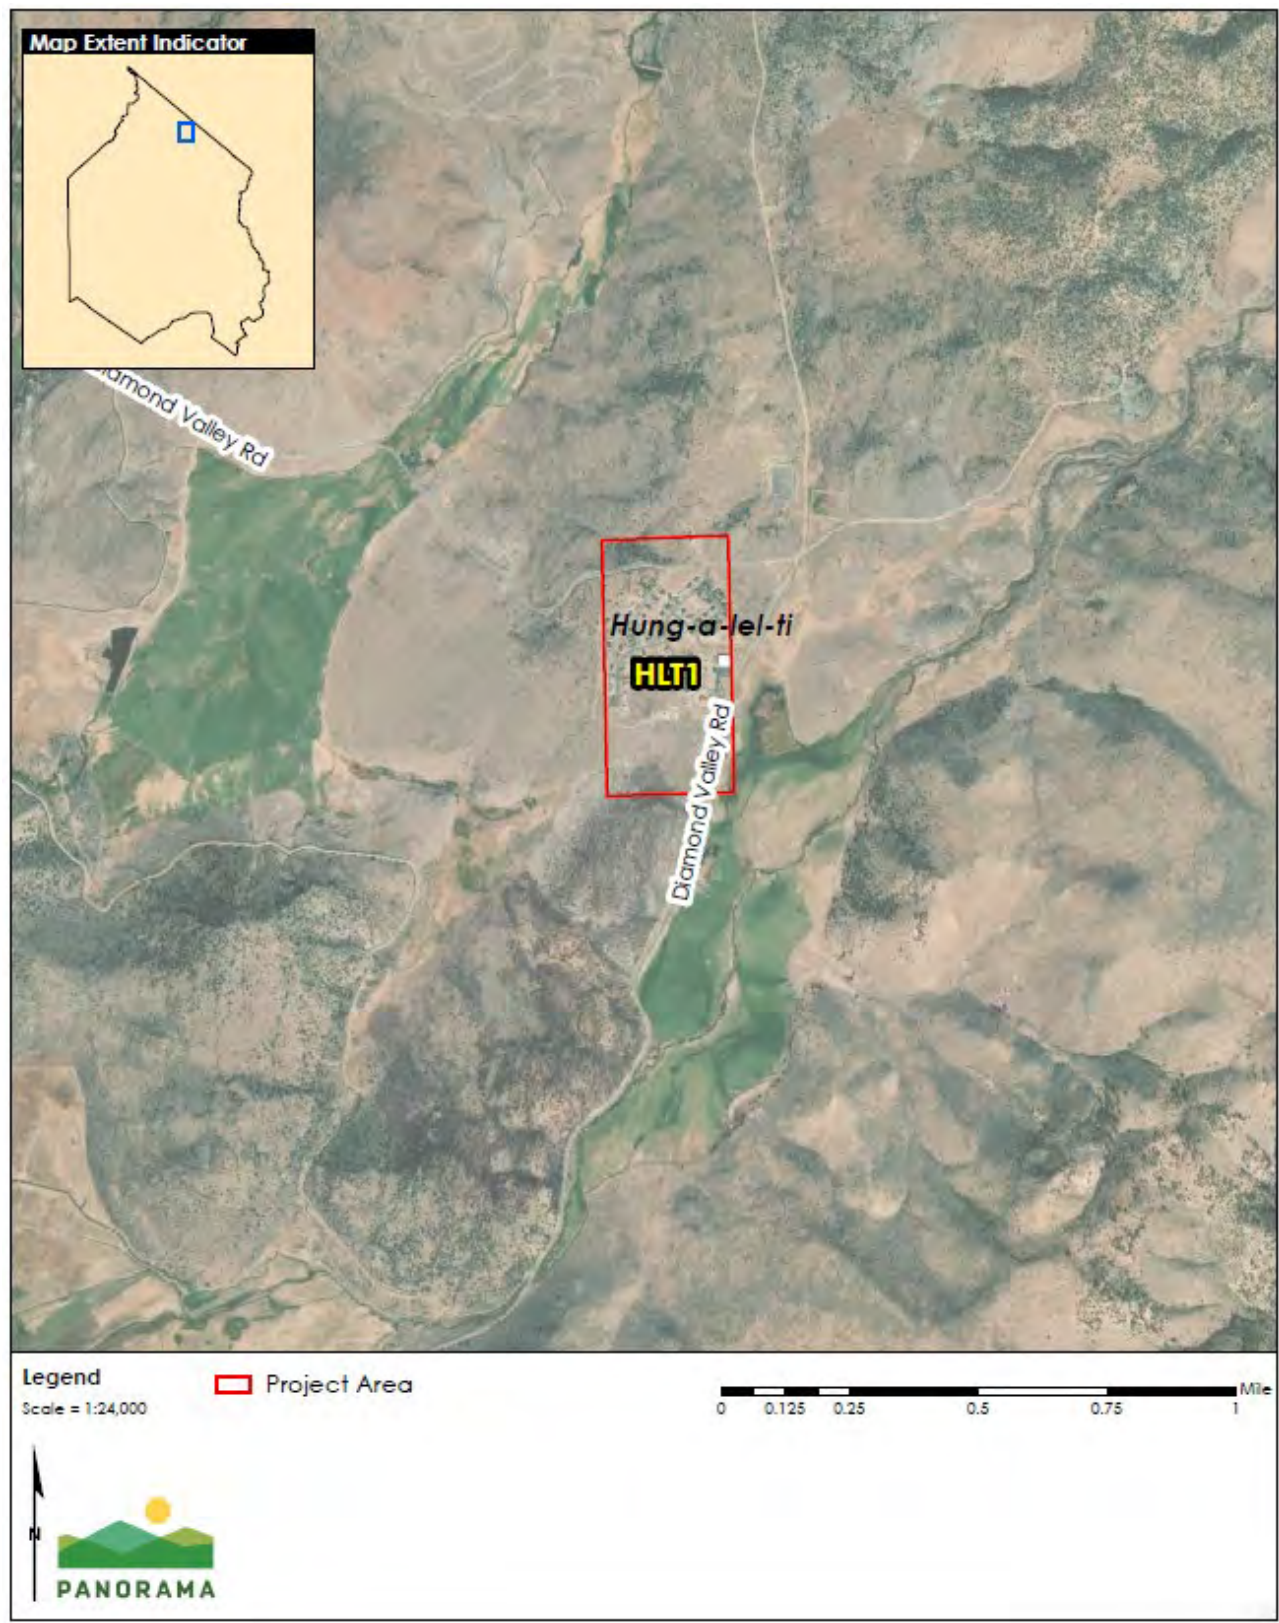 Map Extent Indicator
Diamond Valley Rd
Hung-a-lel-ti
HLT1
Diamond Valley Rd
Legend
Project Area
Scale = 1:24,000
Mile
0 0.125 0.25 0.5 0.75 1
N
PANORAMA